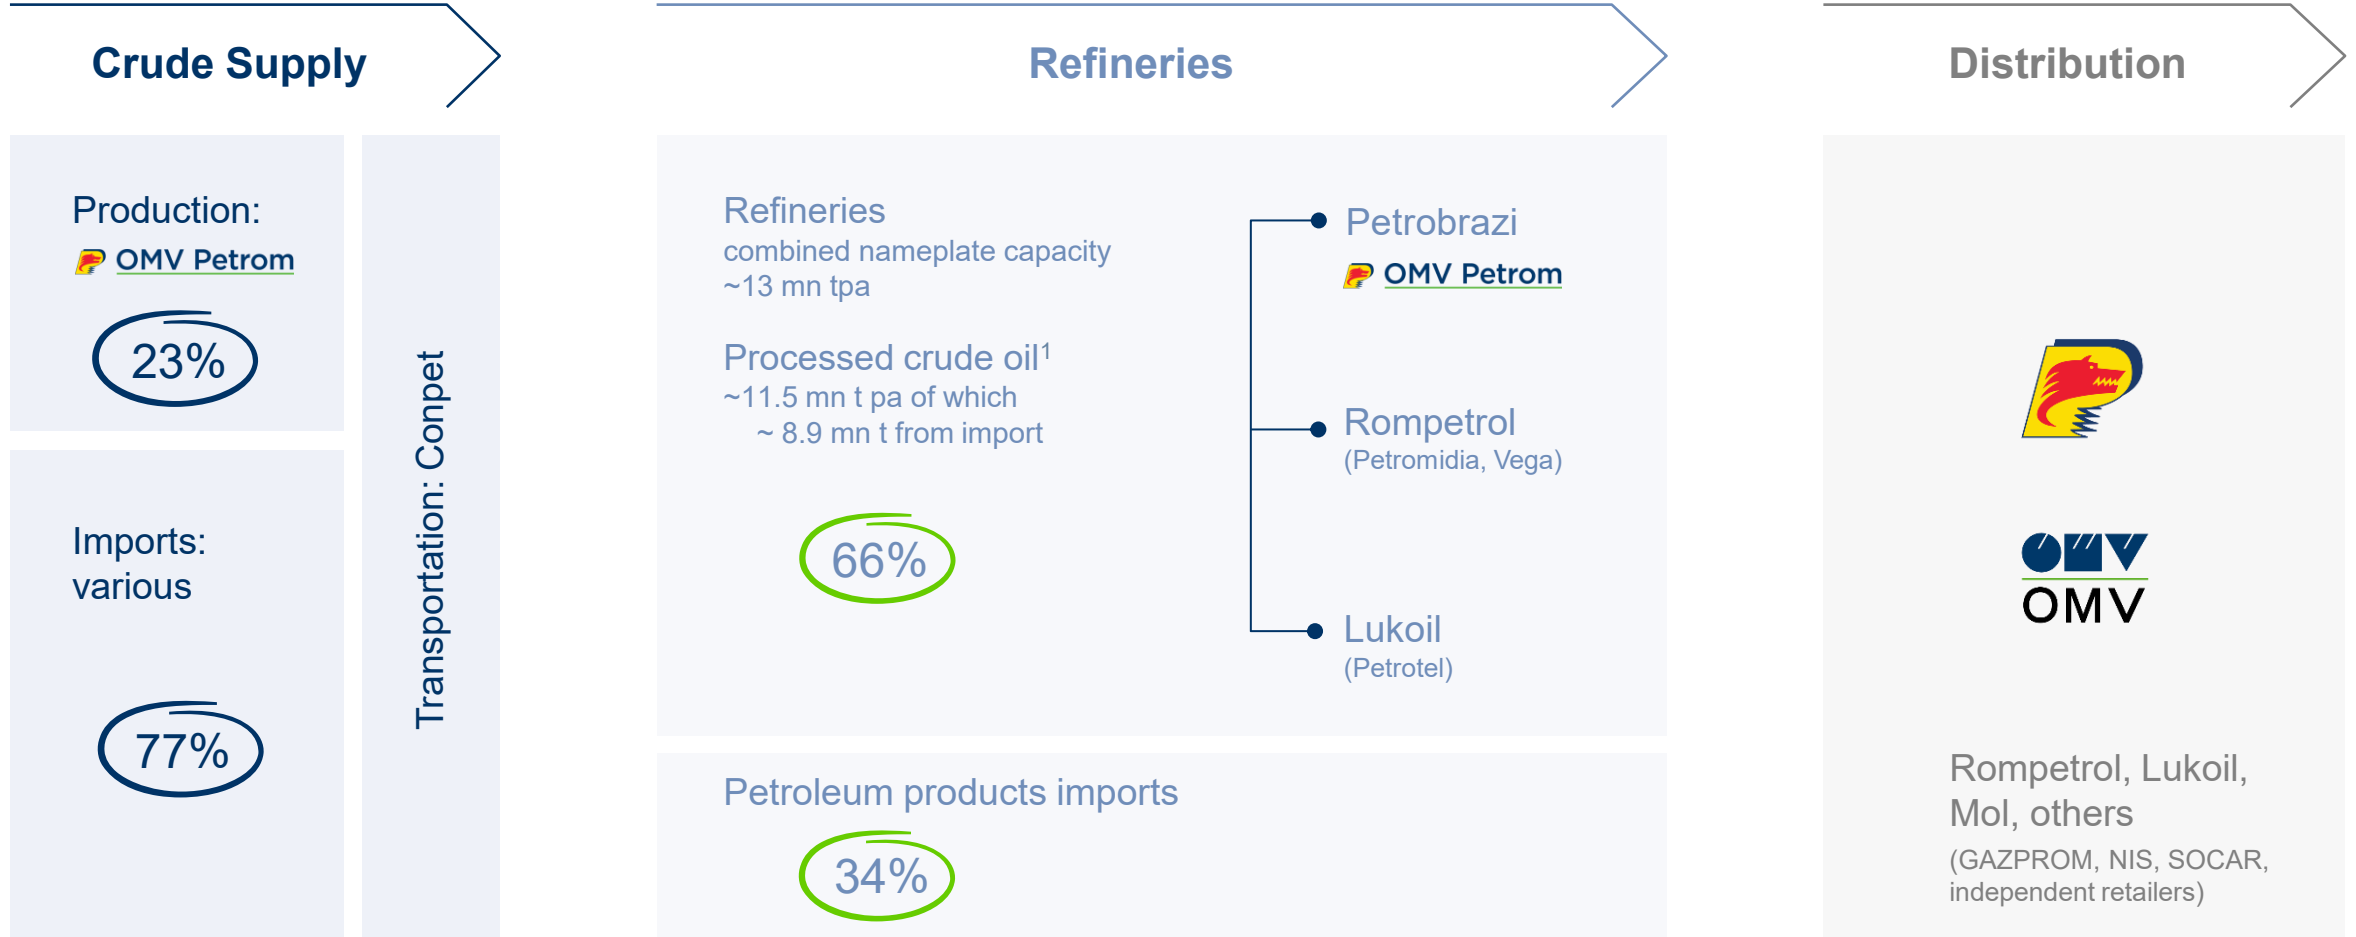 Crude Supply
Production:
OMV Petrom
23%
Imports:
various
77%
Transportation: Conpet
Refineries
Refineries
combined nameplate capacity
~13 mn tpa
Processed crude oil¹
~11.5 mn t pa of which
~ 8.9 mn t from import
66%
Petrobrazi
OMV Petrom
Rompetrol
(Petromidia, Vega)
Lukoil
(Petrotel)
Petroleum products imports
34%
Distribution
OMV
OMV
Rompetrol, Lukoil,
Mol, others
(GAZPROM, NIS, SOCAR,
independent retailers)